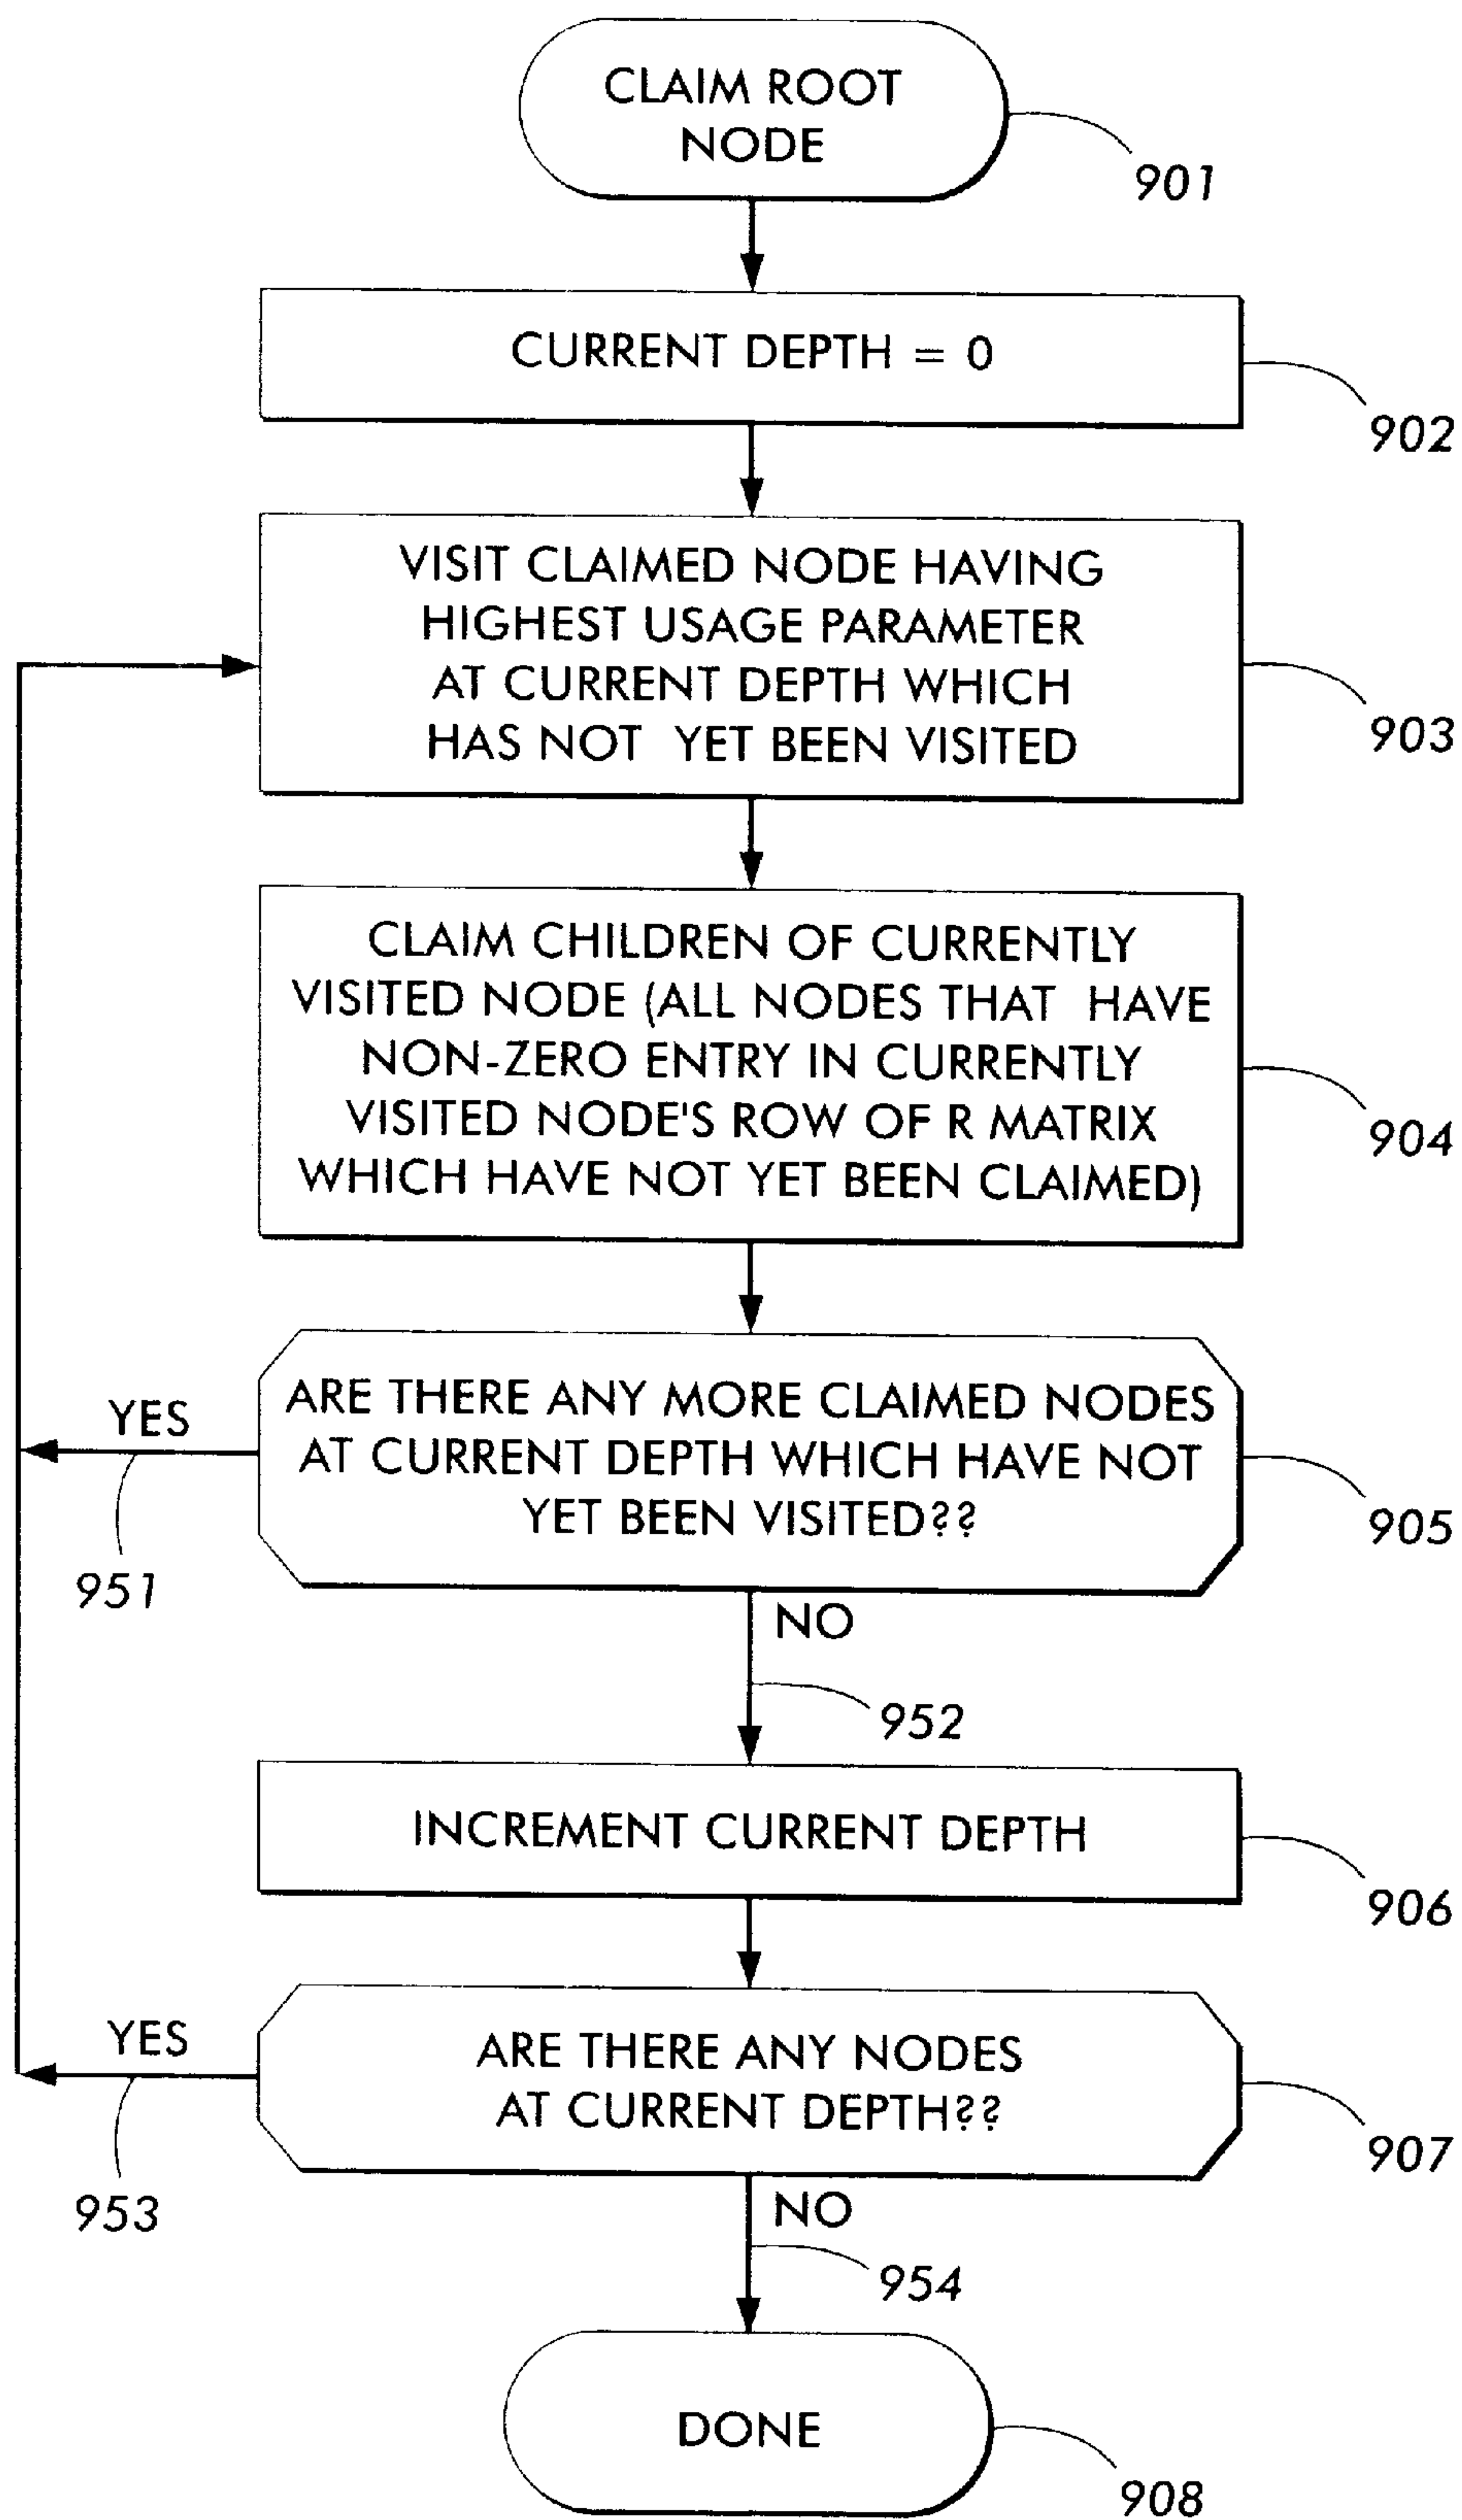 CLAIM ROOT
NODE
901
CURRENT DEPTH = 0
902
VISIT CLAIMED NODE HAVING
HIGHEST USAGE PARAMETER
AT CURRENT DEPTH WHICH
HAS NOT YET BEEN VISITED
903
CLAIM CHILDREN OF CURRENTLY
VISITED NODE (ALL NODES THAT HAVE
NON-ZERO ENTRY IN CURRENTLY
VISITED NODE'S ROW OF R MATRIX
WHICH HAVE NOT YET BEEN CLAIMED)
904
ARE THERE ANY MORE CLAIMED NODES
AT CURRENT DEPTH WHICH HAVE NOT
YET BEEN VISITED??
905
YES
951
NO
952
INCREMENT CURRENT DEPTH
906
ARE THERE ANY NODES
AT CURRENT DEPTH??
907
YES
953
NO
954
DONE
908